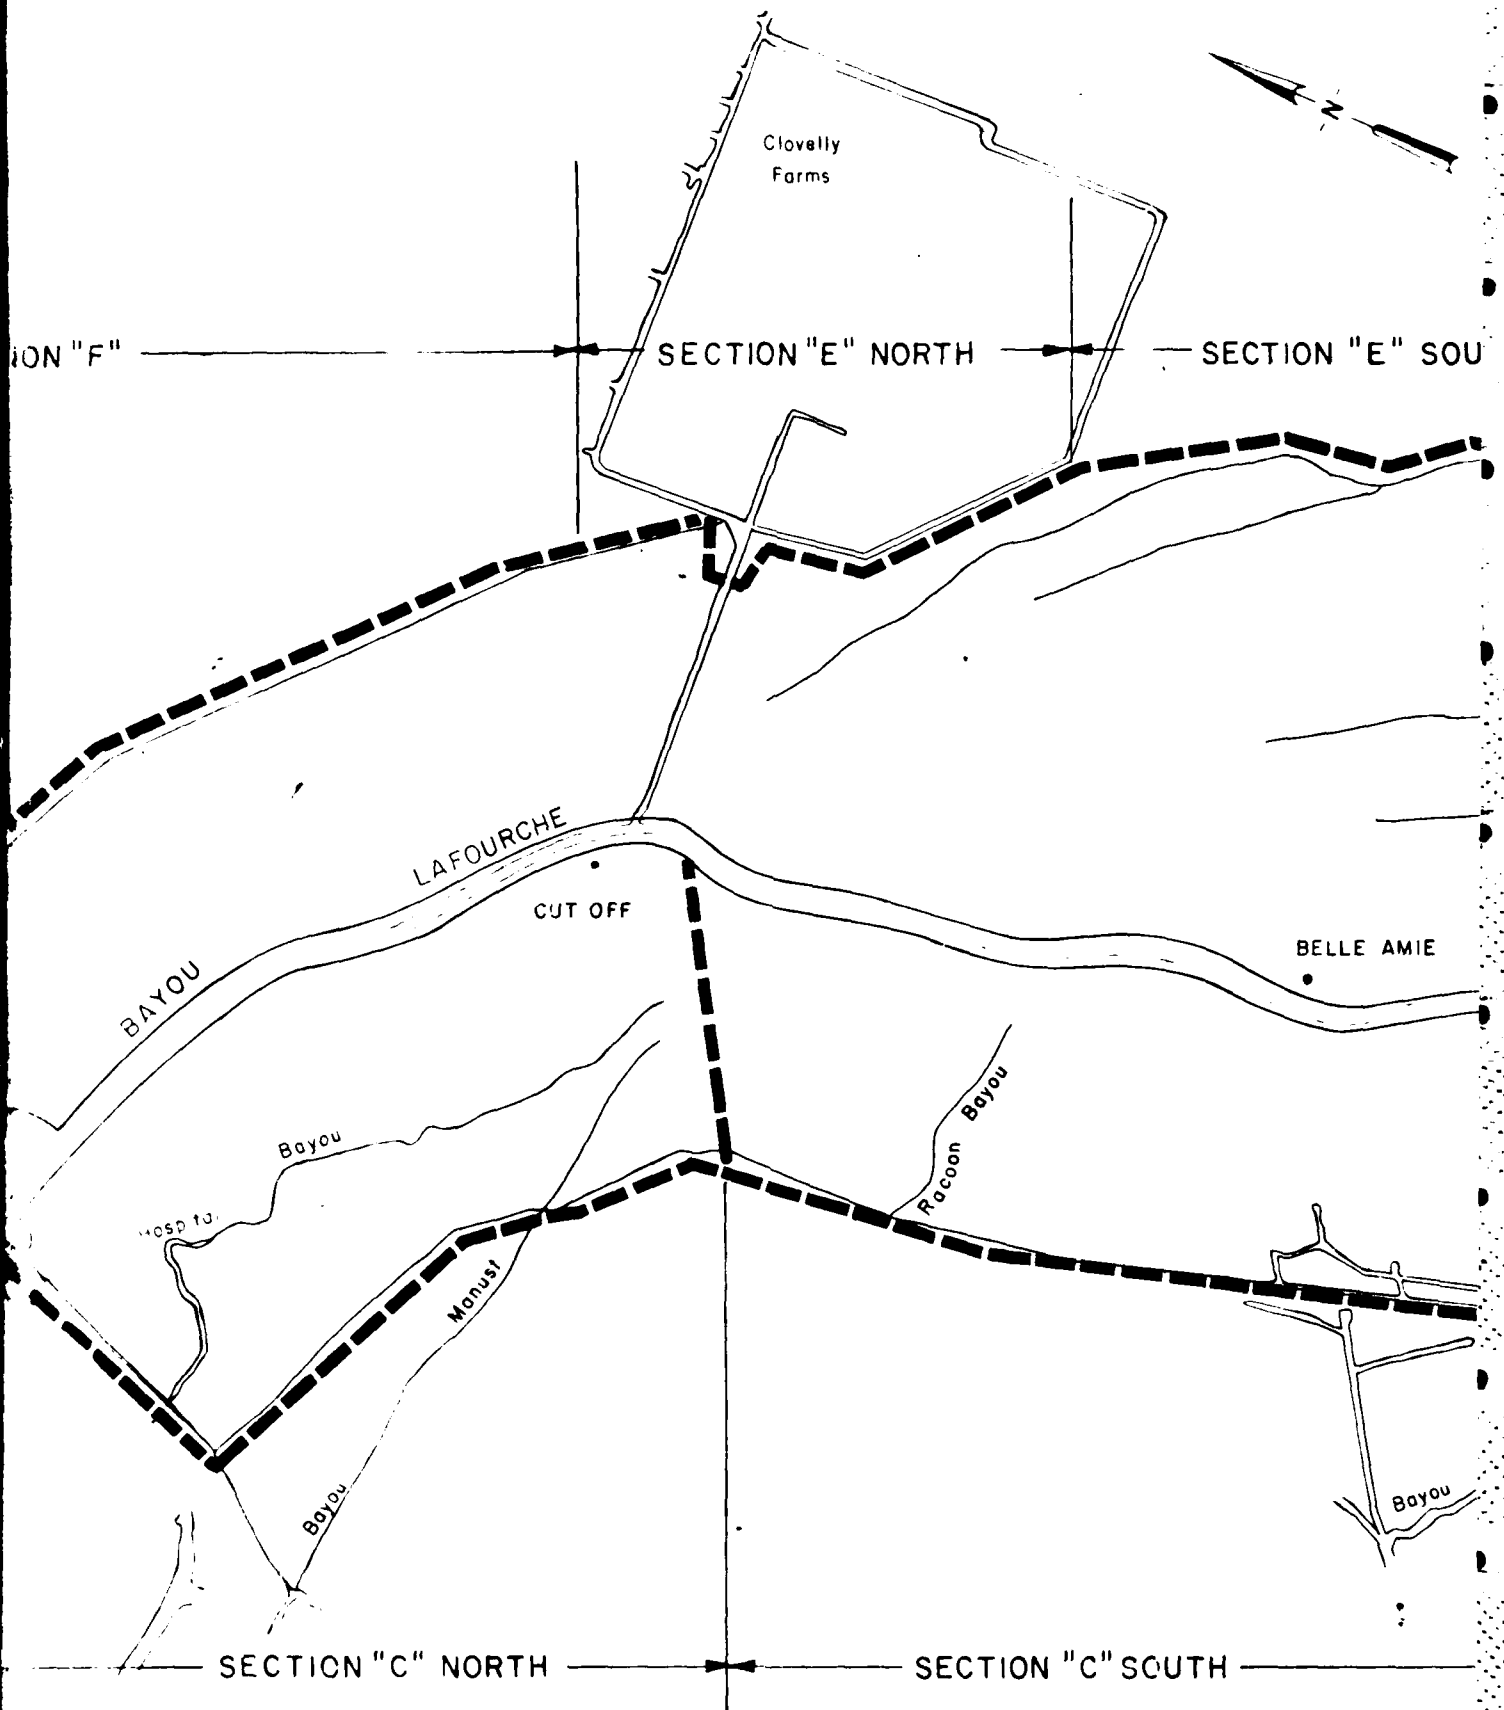 N
Clovelly
Farms
ION "F"
SECTION "E" NORTH
SECTION "E" SOU
BAYOU LAFOURCHE
CUT OFF
BELLE AMIE
Bayou
Racoon Bayou
Manust
Bayou
Bayou
SECTION "C" NORTH
SECTION "C" SOUTH